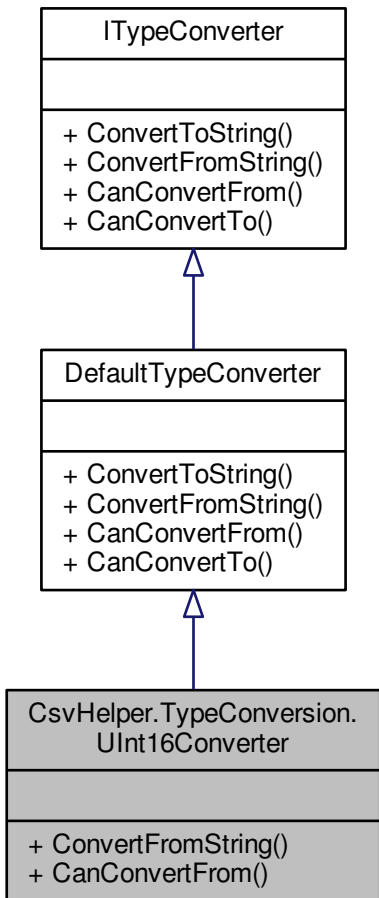 ITypeConverter
+ ConvertToString()
+ ConvertFromString()
+ CanConvertFrom()
+ CanConvertTo()
DefaultTypeConverter
+ ConvertToString()
+ ConvertFromString()
+ CanConvertFrom()
+ CanConvertTo()
CsvHelper.TypeConversion.
UInt16Converter
+ ConvertFromString()
+ CanConvertFrom()